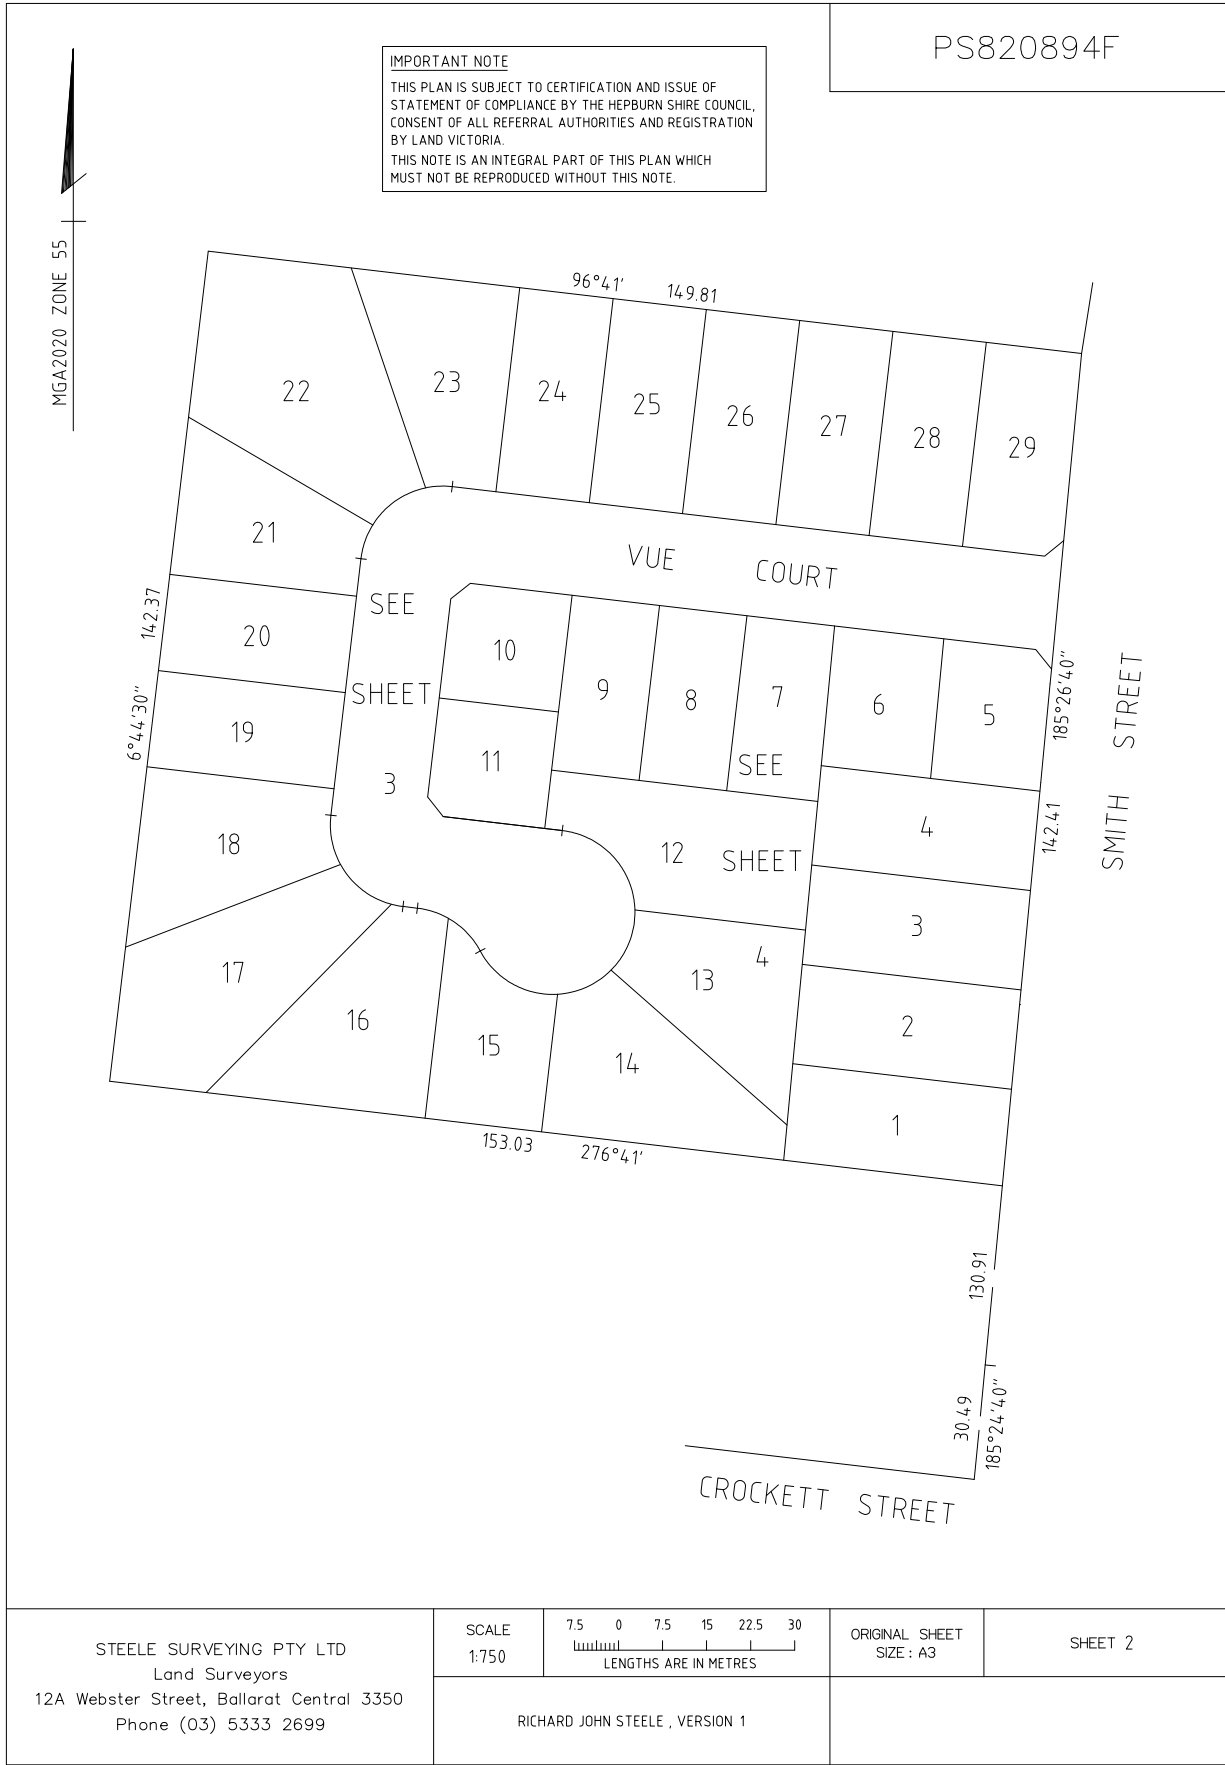 PS820894F
IMPORTANT NOTE
THIS PLAN IS SUBJECT TO CERTIFICATION AND ISSUE OF
STATEMENT OF COMPLIANCE BY THE HEPBURN SHIRE COUNCIL,
CONSENT OF ALL REFERRAL AUTHORITIES AND REGISTRATION
BY LAND VICTORIA.
THIS NOTE IS AN INTEGRAL PART OF THIS PLAN WHICH
MUST NOT BE REPRODUCED WITHOUT THIS NOTE.
MGA2020 ZONE 55
96°41' 149.81
22
23
24
25
26
27
28
29
21
VUE COURT
142.37
6°44'30"
20
19
18
17
16
15
14
13
12
11
10
9
8
7
6
5
4
3
2
1
SEE
SHEET
3
SEE
SHEET
4
185°26'40"
142.41
SMITH STREET
153.03 276°41'
130.91
30.49
185°24'40"
CROCKETT STREET
STEELE SURVEYING PTY LTD
Land Surveyors
12A Webster Street, Ballarat Central 3350
Phone (03) 5333 2699
SCALE
1:750
7.5 0 7.5 15 22.5 30
LENGTHS ARE IN METRES
RICHARD JOHN STEELE , VERSION 1
ORIGINAL SHEET
SIZE : A3
SHEET 2